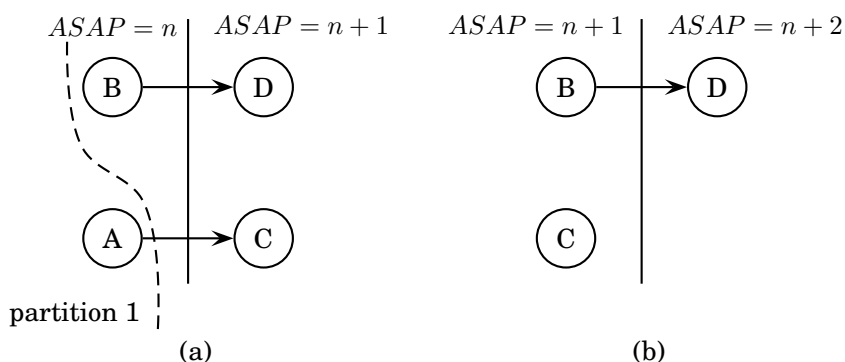 ASAP = n ASAP = n + 1 ASAP = n + 1 ASAP = n + 2
B D B D
A C C
partition 1
(a) (b)